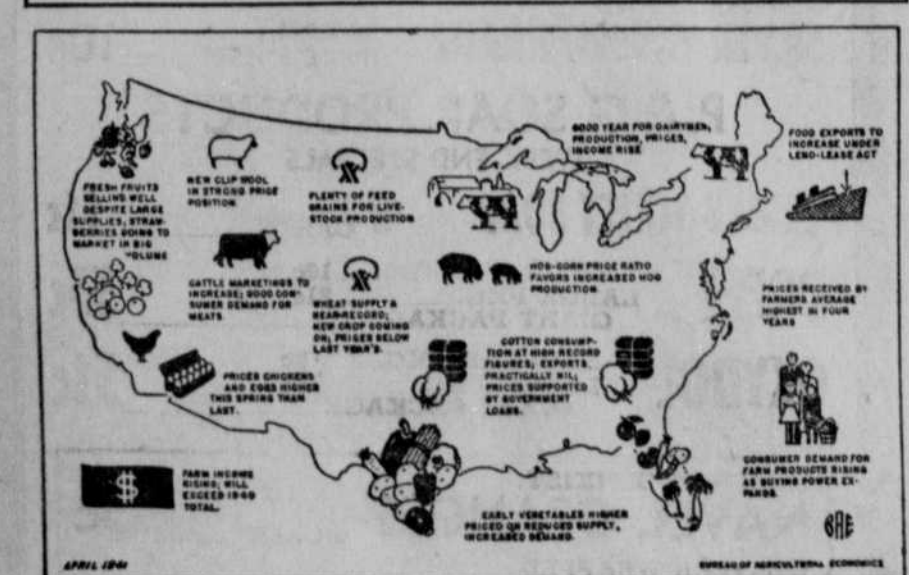 FRESH FRUITS
SELLING WELL
DESPITE LARGE
SUPPLIES, STRAW-
BERRIES GOING TO
MARKET IN BIG
VOLUME
NEW CLIP WOOL
IN STRONG PRICE
POSITION.
PLENTY OF FEED
GRAINS FOR LIVE-
STOCK PRODUCTION
GOOD YEAR FOR DAIRYMEN,
PRODUCTION, PRICES,
INCOME RISE
FOOD EXPORTS TO
INCREASE UNDER
LEND-LEASE ACT
CATTLE MARKETINGS TO
INCREASE; GOOD CON-
SUMER DEMAND FOR
MEATS.
WHEAT SUPPLY A
NEAR-RECORD;
NEW CROP COMING
ON; PRICES BELOW
LAST YEAR'S.
HOG-CORN PRICE RATIO
FAVORS INCREASED HOG
PRODUCTION.
PRICES RECEIVED BY
FARMERS AVERAGE
HIGHEST IN FOUR
YEARS
PRICES CHICKENS
AND EGGS HIGHER
THIS SPRING THAN
LAST.
COTTON CONSUMP-
TION AT HIGH RECORD
FIGURES; EXPORTS
PRACTICALLY NIL;
PRICES SUPPORTED
BY GOVERNMENT
LOANS.
$
FARM INCOME
RISING; WILL
EXCEED 1940
TOTAL.
EARLY VEGETABLES HIGHER
PRICED ON REDUCED SUPPLY,
INCREASED DEMAND.
CONSUMER DEMAND FOR
FARM PRODUCTS RISING
AS BUYING POWER EX-
PANDS.
BAE
APRIL 1941
BUREAU OF AGRICULTURAL ECONOMICS